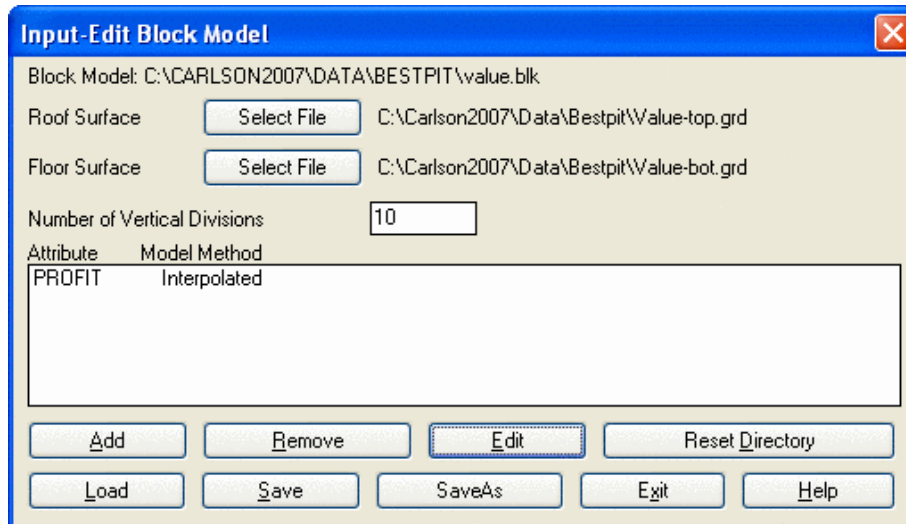 Input-Edit Block Model
Block Model: C:\CARLSON2007\DATA\BESTPIT\value.blk
Roof Surface Select File C:\Carlson2007\Data\Bestpit\Value-top.grd
Floor Surface Select File C:\Carlson2007\Data\Bestpit\Value-bot.grd
Number of Vertical Divisions 10
Attribute Model Method
PROFIT Interpolated
Add Remove Edit Reset Directory
Load Save SaveAs Exit Help